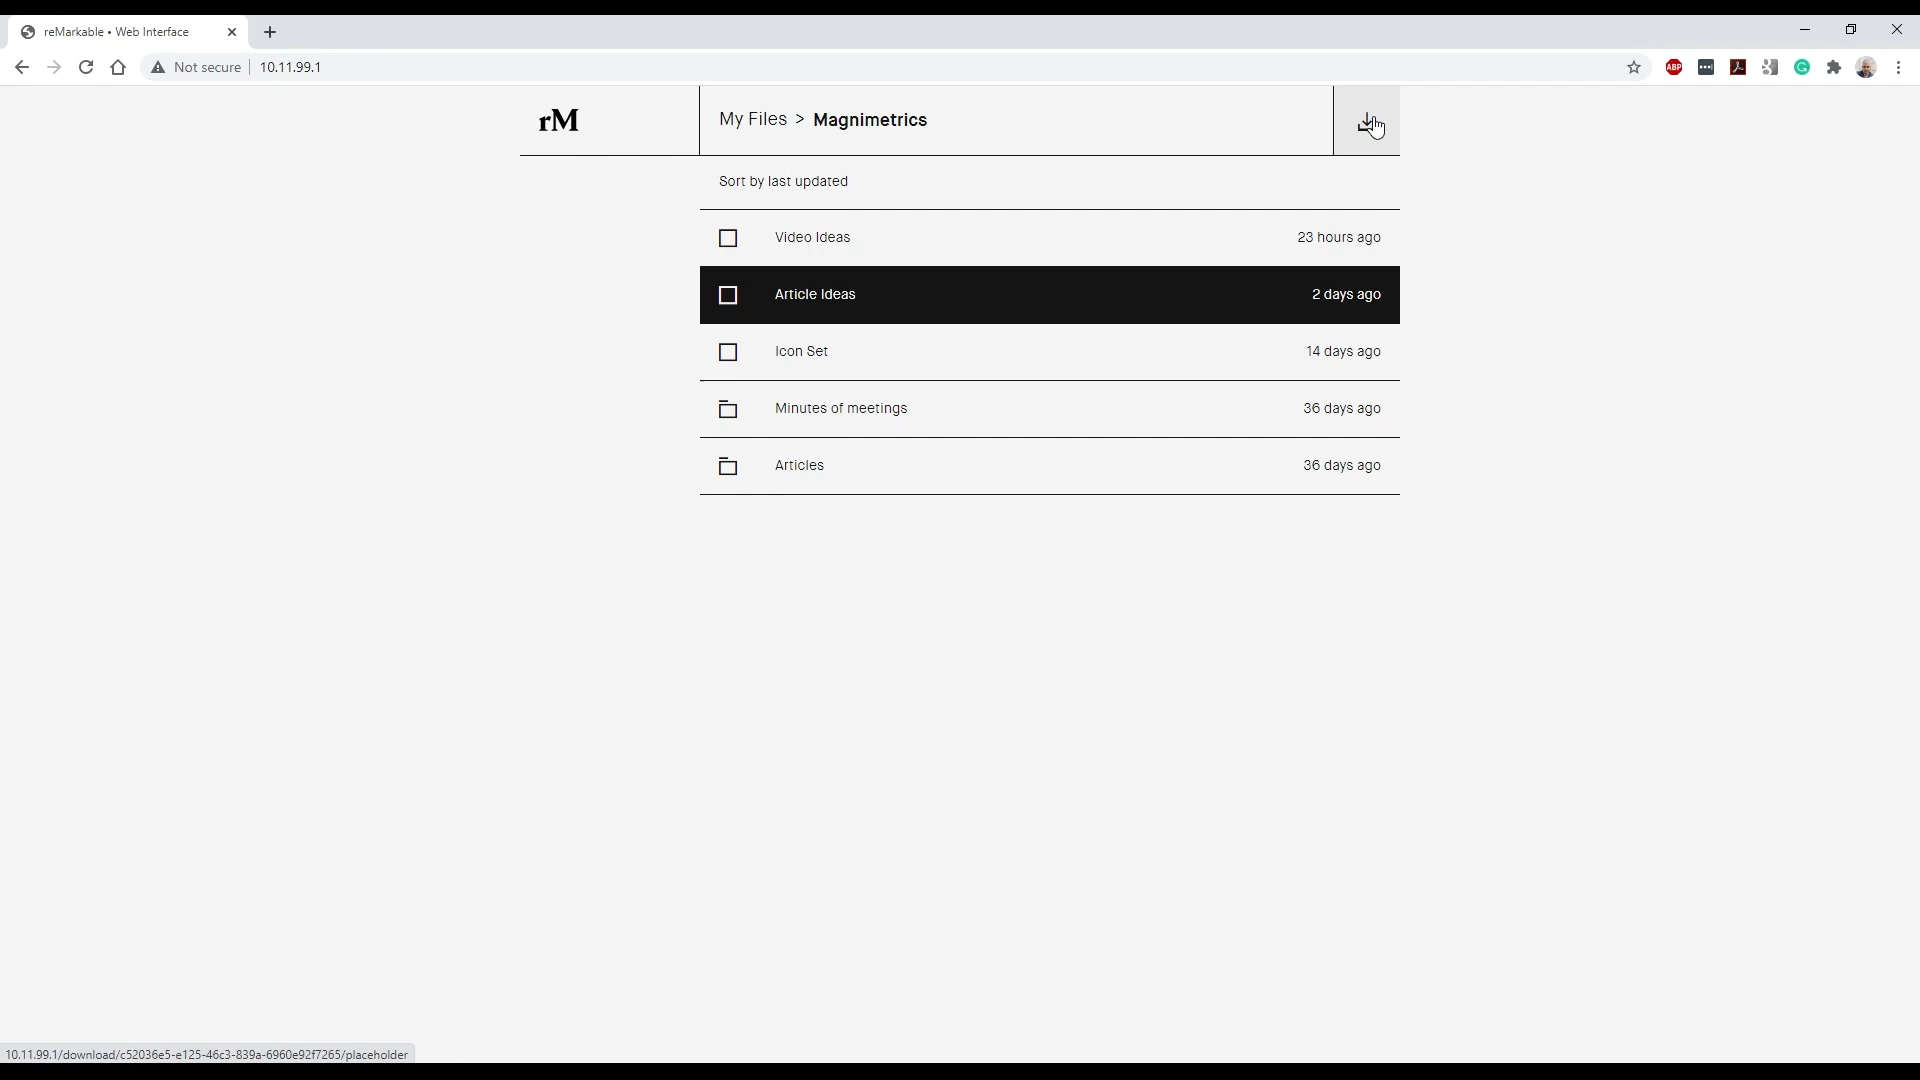 reMarkable • Web Interface
Not secure
10.11.99.1
ABP
rM
My Files > Magnimetrics
Sort by last updated
Video Ideas 23 hours ago
Article Ideas 2 days ago
Icon Set 14 days ago
Minutes of meetings 36 days ago
Articles 36 days ago
10.11.99.1/download/c52036e5-e125-46c3-839a-6960e92f7265/placeholder